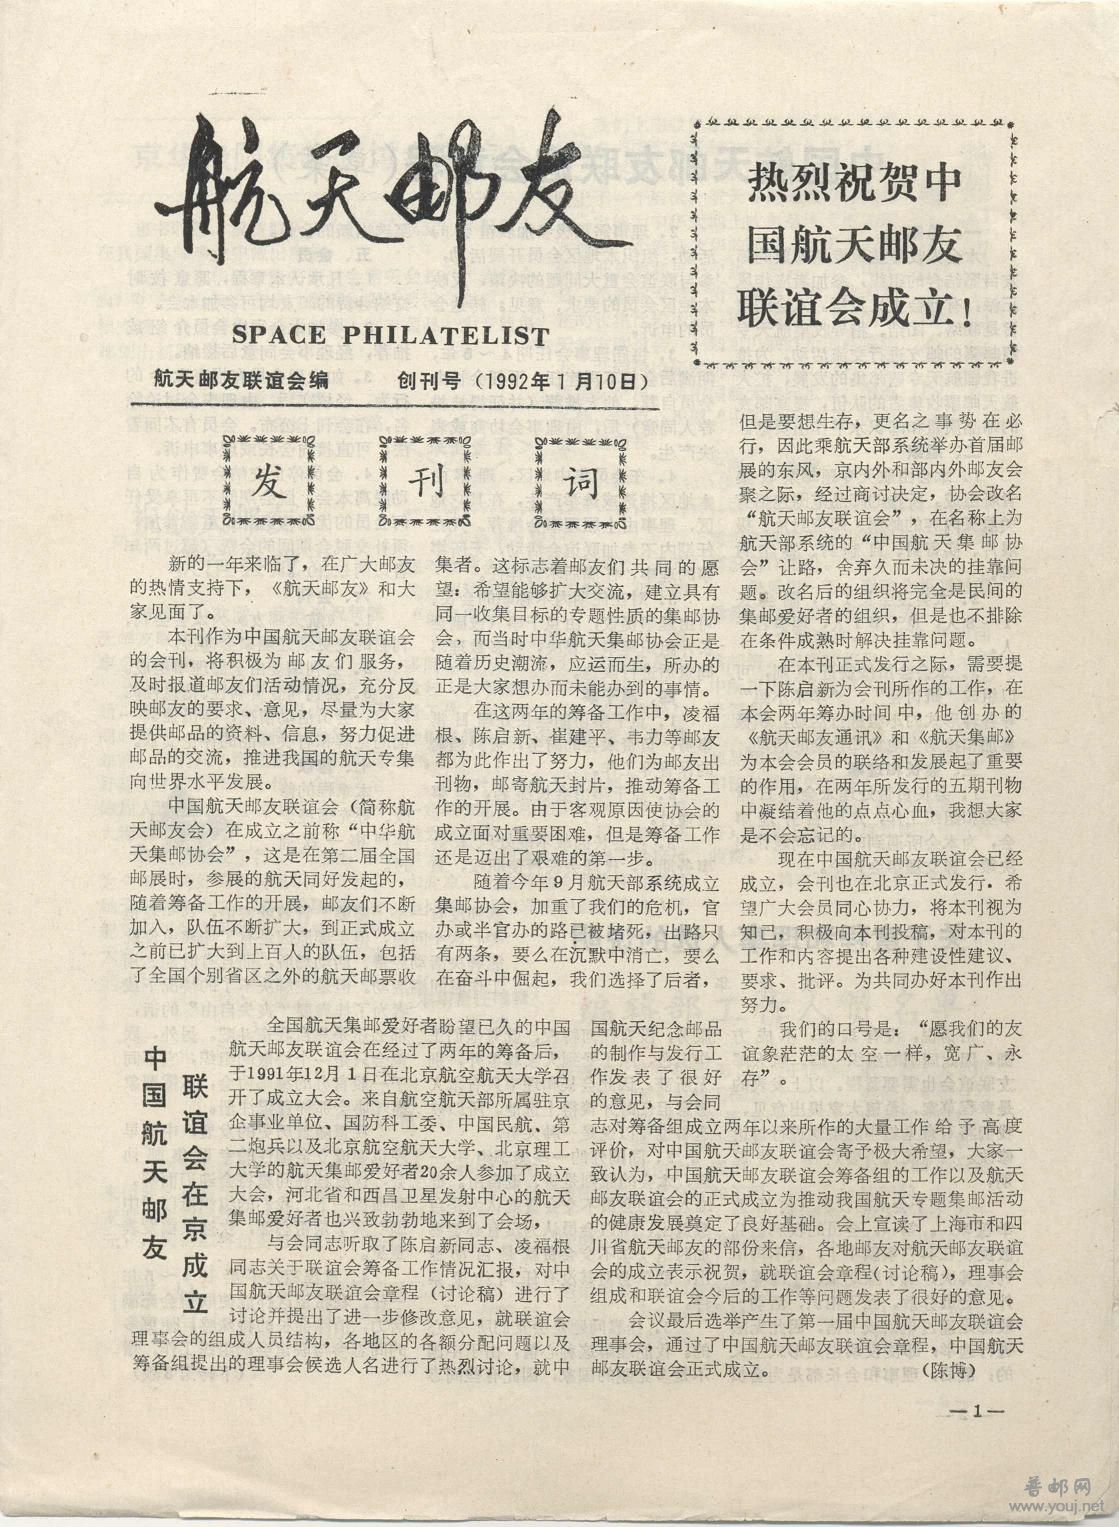 航天邮友
SPACE PHILATELIST
航天邮友联谊会编 创刊号（1992年1月10日）
热烈祝贺中
国航天邮友
联谊会成立！
发刊词
新的一年来临了，在广大邮友
的热情支持下，《航天邮友》和大
家见面了。
本刊作为中国航天邮友联谊会
的会刊，将积极为邮友们服务，
及时报道邮友们活动情况，充分反
映邮友的要求、意见，尽量为大家
提供邮品的资料、信息，努力促进
邮品的交流，推进我国的航天专集
向世界水平发展。
中国航天邮友联谊会（简称航
天邮友会）在成立之前称“中华航
天集邮协会”，这是在第二届全国
邮展时，参展的航天同好发起的，
随着筹备工作的开展，邮友们不断
加入，队伍不断扩大，到正式成立
之前已扩大到上百人的队伍，包括
了全国个别省区之外的航天邮票收
集者。这标志着邮友们共同的愿
望：希望能够扩大交流，建立具有
同一收集目标的专题性质的集邮协
会，而当时中华航天集邮协会正是
随着历史潮流，应运而生，所办的
正是大家想办而未能办到的事情。
在这两年的筹备工作中，凌福
根、陈启新、崔建平、韦力等邮友
都为此作出了努力，他们为邮友出
刊物，邮寄航天封片，推动筹备工
作的开展。由于客观原因使协会的
成立面对重要困难，但是筹备工作
还是迈出了艰难的第一步。
随着今年9月航天部系统成立
集邮协会，加重了我们的危机，官
办或半官办的路已被堵死，出路只
有两条，要么在沉默中消亡，要么
在奋斗中倔起，我们选择了后者，
但是要想生存，更名之事势在必
行，因此乘航天部系统举办首届邮
展的东风，京内外和部内外邮友会
聚之际，经过商讨决定，协会改名
“航天邮友联谊会”，在名称上为
航天部系统的“中国航天集邮协
会”让路，舍弃久而未决的挂靠问
题。改名后的组织将完全是民间的
集邮爱好者的组织，但是也不排除
在条件成熟时解决挂靠问题。
在本刊正式发行之际，需要提
一下陈启新为会刊所作的工作，在
本会两年筹办时间中，他创办的
《航天邮友通讯》和《航天集邮》
为本会会员的联络和发展起了重要
的作用，在两年所发行的五期刊物
中凝结着他的点点心血，我想大家
是不会忘记的。
现在中国航天邮友联谊会已经
成立，会刊也在北京正式发行．希
望广大会员同心协力，将本刊视为
知己，积极向本刊投稿，对本刊的
工作和内容提出各种建设性建议、
要求、批评。为共同办好本刊作出
努力。
我们的口号是：“愿我们的友
谊象茫茫的太空一样，宽广、永
存”。
中国航天邮友
联谊会在京成立
全国航天集邮爱好者盼望已久的中国
航天邮友联谊会在经过了两年的筹备后，
于1991年12月1日在北京航空航天大学召
开了成立大会。来自航空航天部所属驻京
企事业单位、国防科工委、中国民航、第
二炮兵以及北京航空航天大学、北京理工
大学的航天集邮爱好者20余人参加了成立
大会，河北省和西昌卫星发射中心的航天
集邮爱好者也兴致勃勃地来到了会场，
与会同志听取了陈启新同志、凌福根
同志关于联谊会筹备工作情况汇报，对中
国航天邮友联谊会章程（讨论稿）进行了
讨论并提出了进一步修改意见，就联谊会
理事会的组成人员结构，各地区的各额分配问题以及
筹备组提出的理事会候选人名进行了热烈讨论，就中
国航天纪念邮品
的制作与发行工
作发表了很好
的意见，与会同
志对筹备组成立两年以来所作的大量工作给予高度
评价，对中国航天邮友联谊会寄予极大希望，大家一
致认为，中国航天邮友联谊会筹备组的工作以及航天
邮友联谊会的正式成立为推动我国航天专题集邮活动
的健康发展奠定了良好基础。会上宣读了上海市和四
川省航天邮友的部份来信，各地邮友对航天邮友联谊
会的成立表示祝贺，就联谊会章程（讨论稿），理事会
组成和联谊会今后的工作等问题发表了很好的意见。
会议最后选举产生了第一届中国航天邮友联谊会
理事会，通过了中国航天邮友联谊会章程，中国航天
邮友联谊会正式成立。（陈博）
—1—
普邮网
www.youj.net